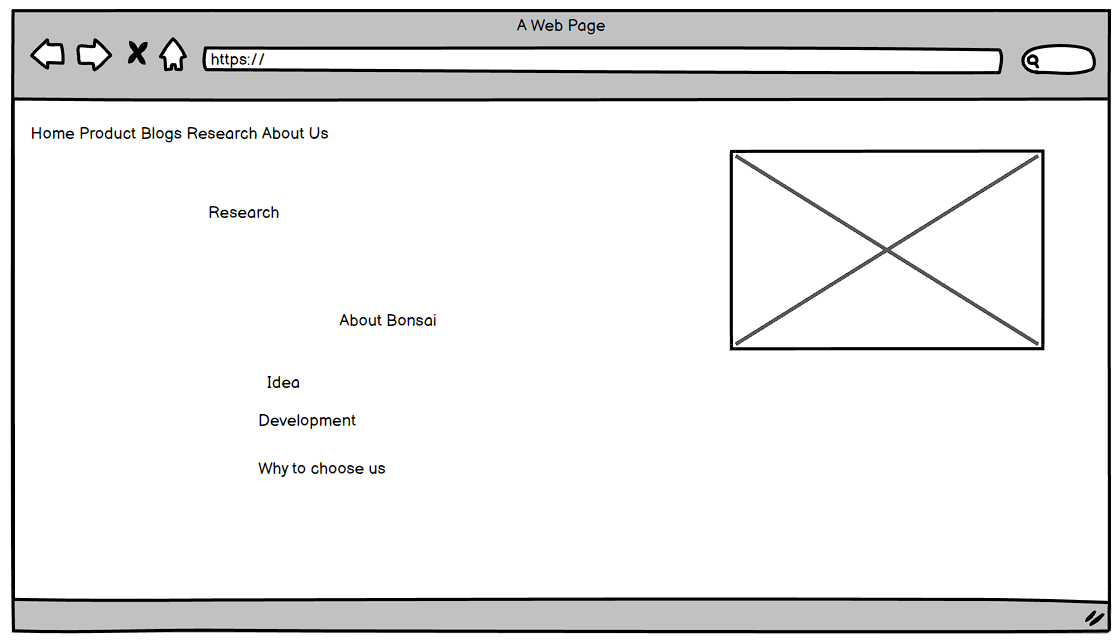 A Web Page
https://
Home Product Blogs Research About Us
Research
About Bonsai
Idea
Development
Why to choose us